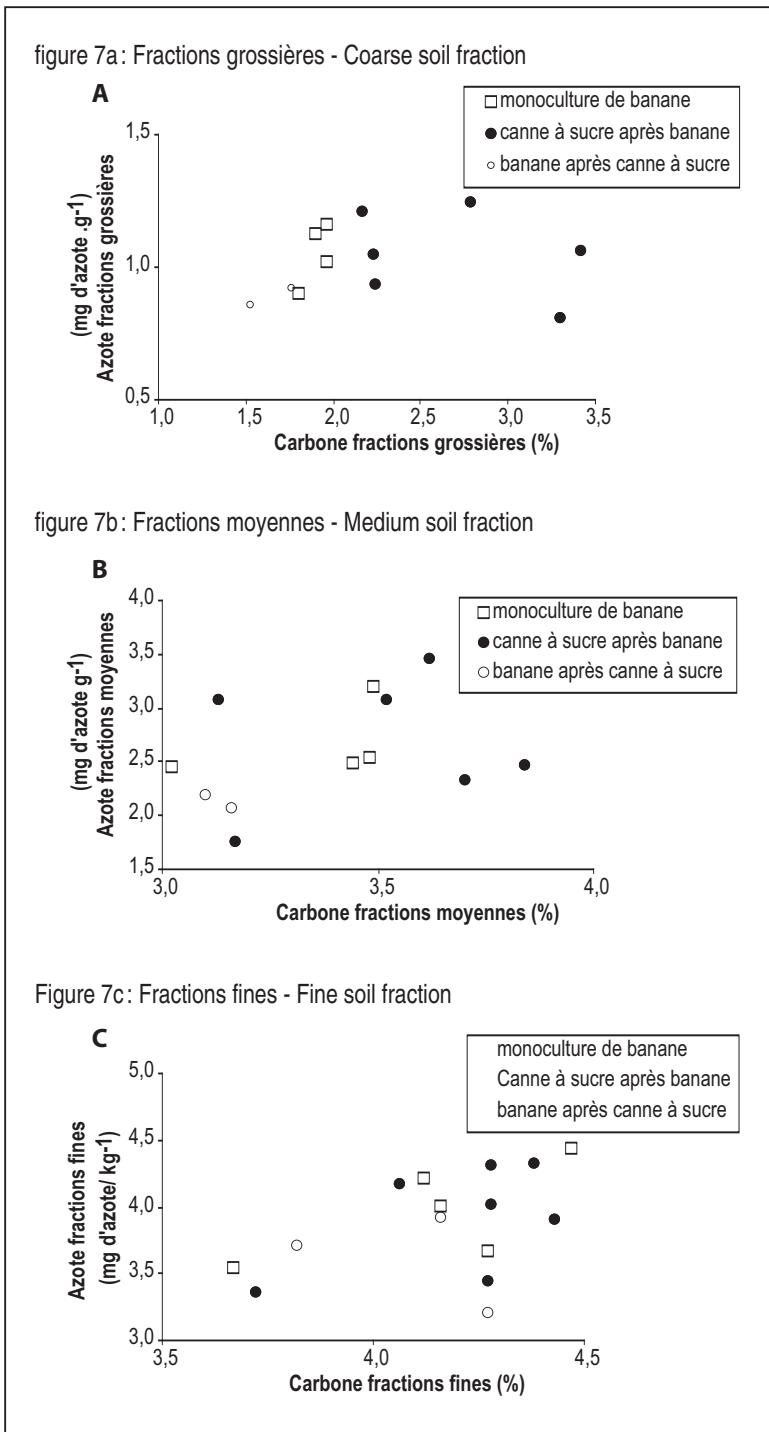 figure 7a: Fractions grossières - Coarse soil fraction
A
monoculture de banane
canne à sucre après banane
banane après canne à sucre
1,5
1,0
0,5
(mg d'azote .g-1)
Azote fractions grossières
1,0 1,5 2,0 2,5 3,0 3,5
Carbone fractions grossières (%)
figure 7b: Fractions moyennes - Medium soil fraction
B
monoculture de banane
canne à sucre après banane
banane après canne à sucre
4,0
3,5
3,0
2,5
2,0
1,5
(mg d'azote g-1)
Azote fractions moyennes
3,0 3,5 4,0
Carbone fractions moyennes (%)
Figure 7c: Fractions fines - Fine soil fraction
C
monoculture de banane
Canne à sucre après banane
banane après canne à sucre
5,0
4,5
4,0
3,5
3,0
Azote fractions fines
(mg d'azote/ kg-1)
3,5 4,0 4,5
Carbone fractions fines (%)